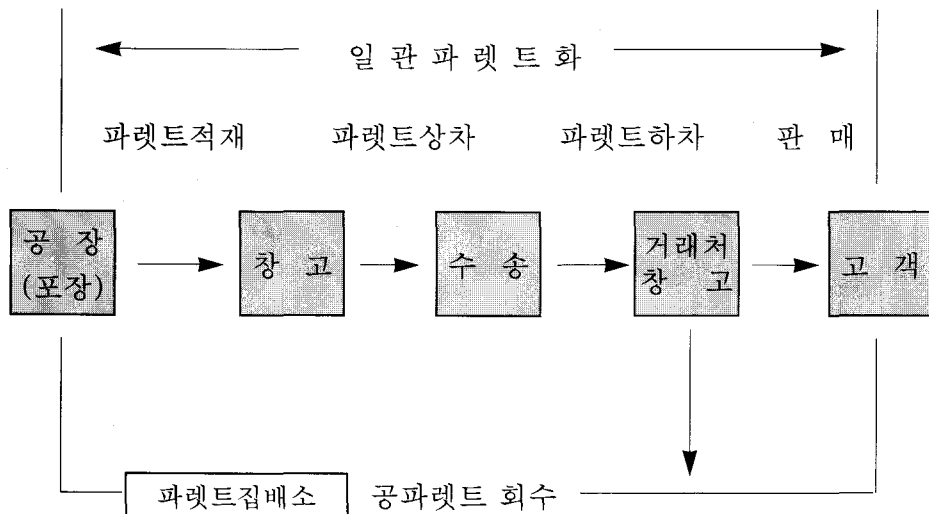 일 관 파 렛 트 화
파렛트적재 파렛트상차 파렛트하차 판 매
공 장
(포장)
창 고
수 송
거래처
창 고
고 객
파렛트집배소 공파렛트 회수